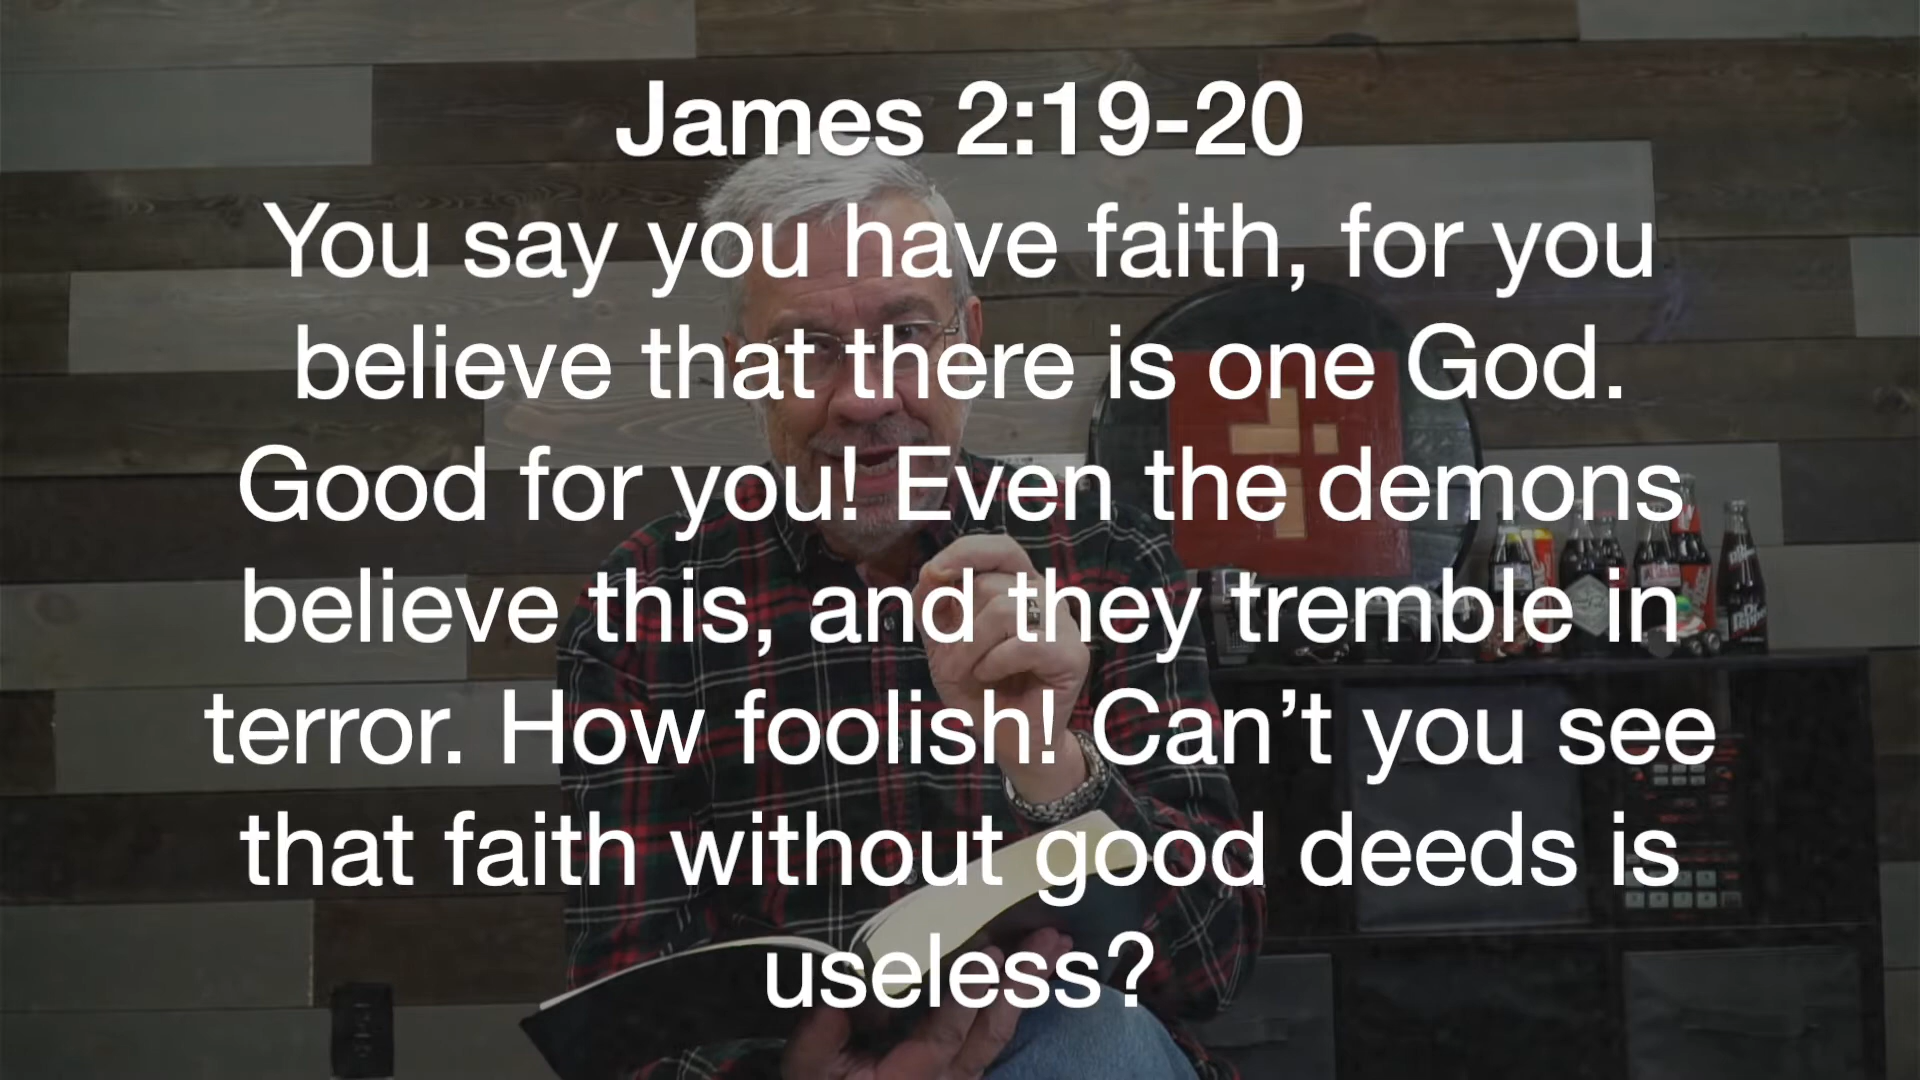 James 2:19-20
You say you have faith, for you
believe that there is one God.
Good for you! Even the demons
believe this, and they tremble in
terror. How foolish! Can’t you see
that faith without good deeds is
useless?
Dr Pepper